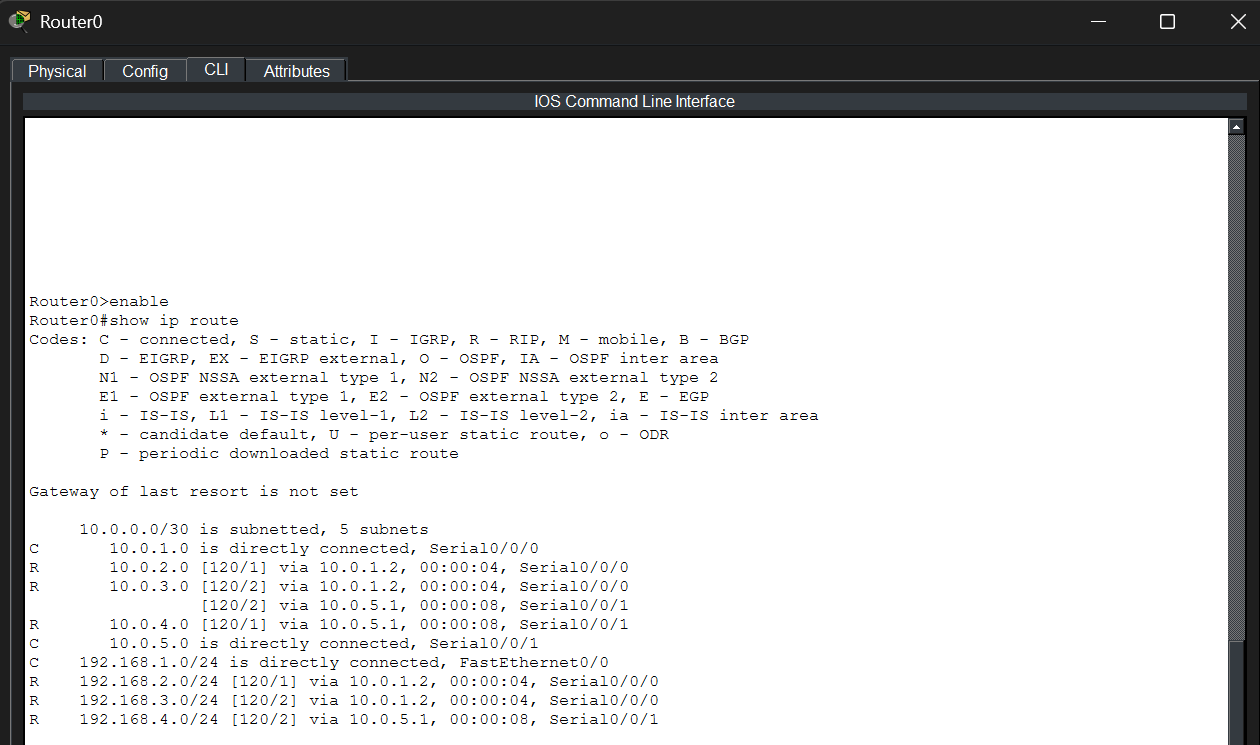 Router0
Physical Config CLI Attributes
IOS Command Line Interface
Router0>enable
Router0#show ip route
Codes: C - connected, S - static, I - IGRP, R - RIP, M - mobile, B - BGP
       D - EIGRP, EX - EIGRP external, O - OSPF, IA - OSPF inter area
       N1 - OSPF NSSA external type 1, N2 - OSPF NSSA external type 2
       E1 - OSPF external type 1, E2 - OSPF external type 2, E - EGP
       i - IS-IS, L1 - IS-IS level-1, L2 - IS-IS level-2, ia - IS-IS inter area
       * - candidate default, U - per-user static route, o - ODR
       P - periodic downloaded static route
Gateway of last resort is not set
     10.0.0.0/30 is subnetted, 5 subnets
C       10.0.1.0 is directly connected, Serial0/0/0
R       10.0.2.0 [120/1] via 10.0.1.2, 00:00:04, Serial0/0/0
R       10.0.3.0 [120/2] via 10.0.1.2, 00:00:04, Serial0/0/0
                 [120/2] via 10.0.5.1, 00:00:08, Serial0/0/1
R       10.0.4.0 [120/1] via 10.0.5.1, 00:00:08, Serial0/0/1
C       10.0.5.0 is directly connected, Serial0/0/1
C    192.168.1.0/24 is directly connected, FastEthernet0/0
R    192.168.2.0/24 [120/1] via 10.0.1.2, 00:00:04, Serial0/0/0
R    192.168.3.0/24 [120/2] via 10.0.1.2, 00:00:04, Serial0/0/0
R    192.168.4.0/24 [120/2] via 10.0.5.1, 00:00:08, Serial0/0/1